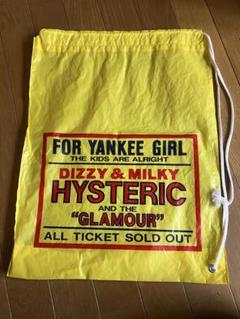 FOR YANKEE GIRL
THE KIDS ARE ALRIGHT
DIZZY & MILKY
HYSTERIC
AND THE
"GLAMOUR"
ALL TICKET SOLD OUT